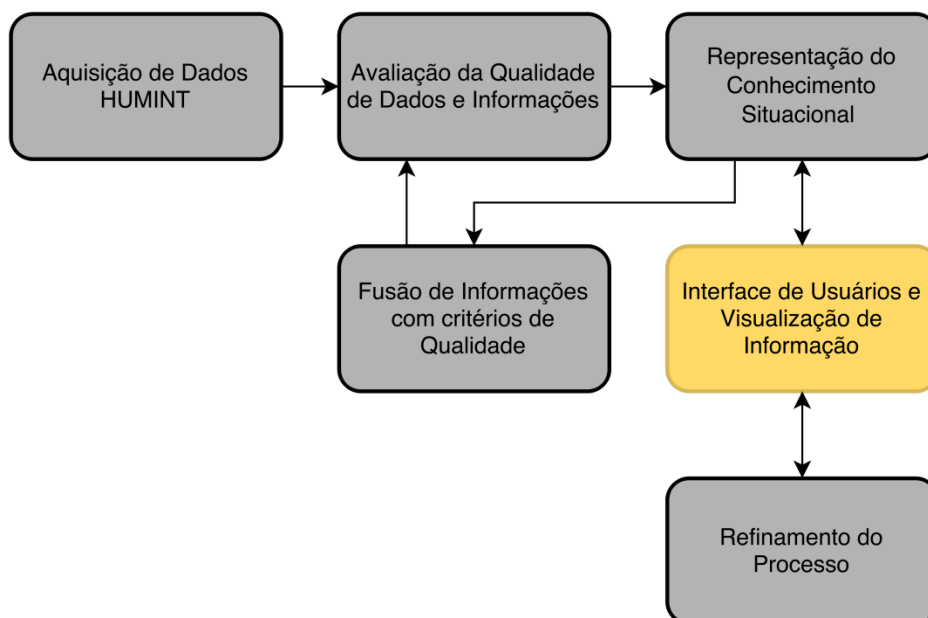 Aquisição de Dados
HUMINT
Avaliação da Qualidade
de Dados e Informações
Representação do
Conhecimento
Situacional
Fusão de Informações
com critérios de
Qualidade
Interface de Usuários e
Visualização de
Informação
Refinamento do
Processo